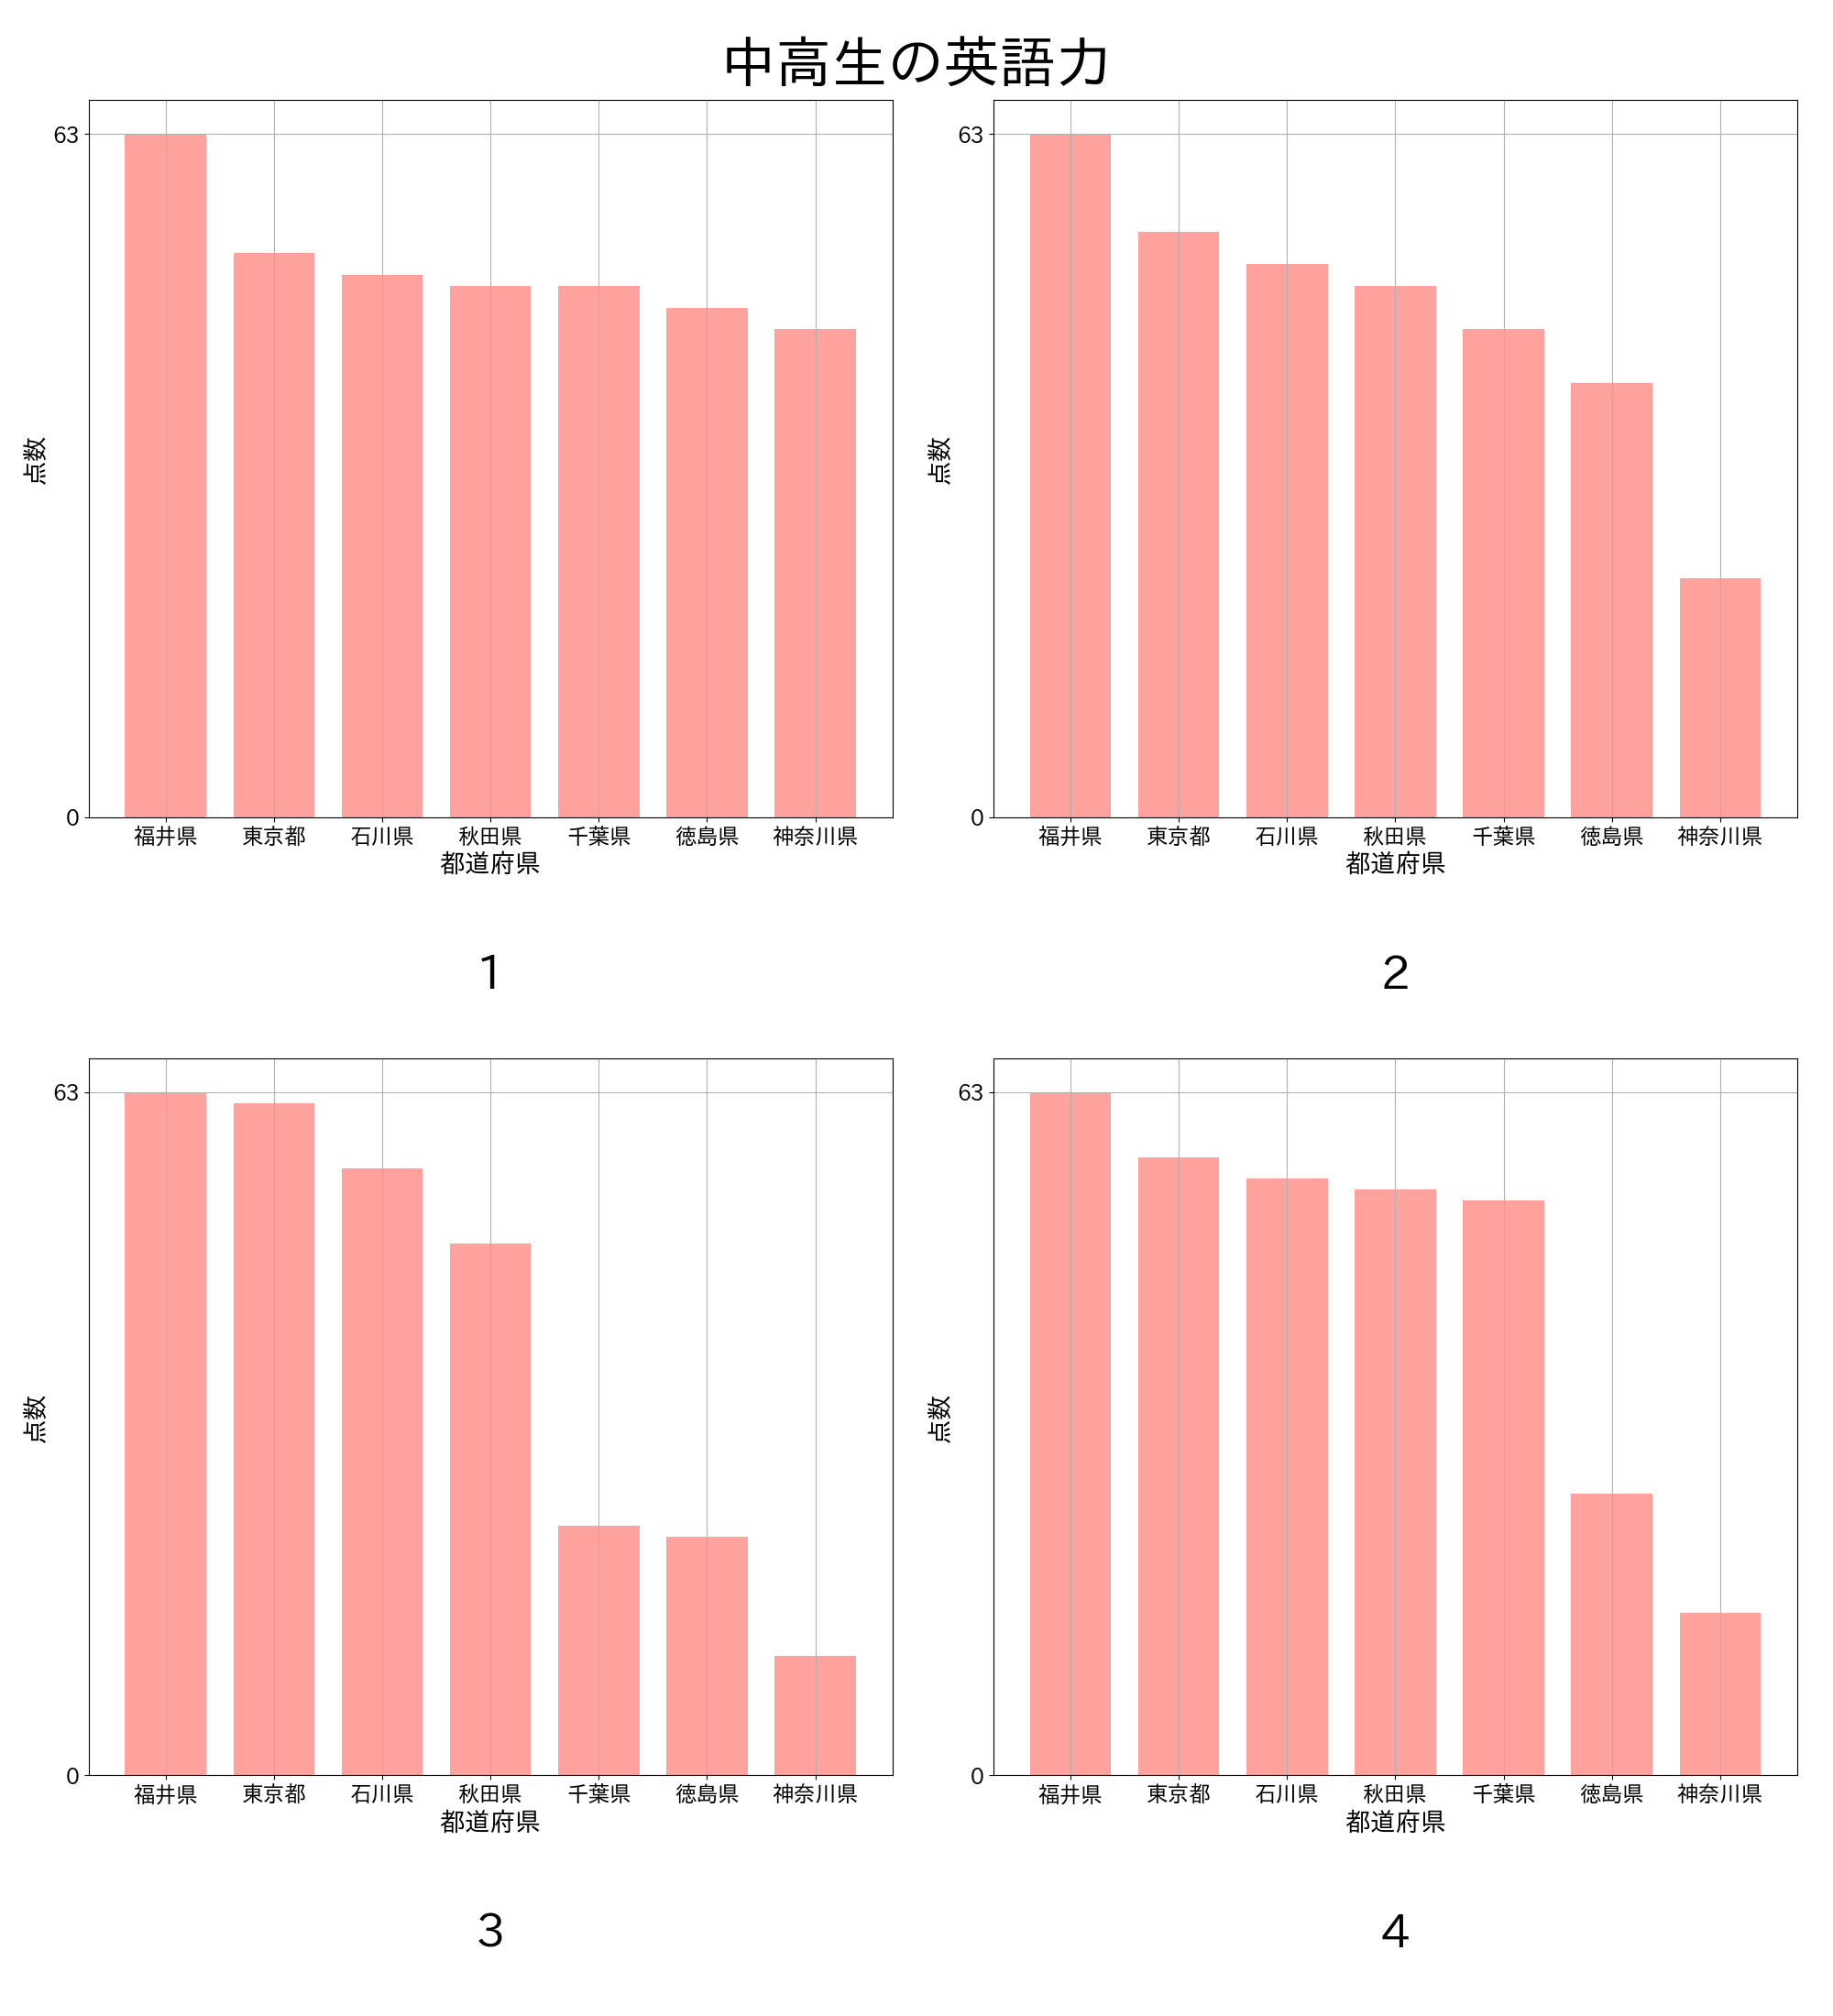 中高生の英語力
63
0
点数
福井県 東京都 石川県 秋田県 千葉県 徳島県 神奈川県
都道府県
1
63
0
点数
福井県 東京都 石川県 秋田県 千葉県 徳島県 神奈川県
都道府県
2
63
0
点数
福井県 東京都 石川県 秋田県 千葉県 徳島県 神奈川県
都道府県
3
63
0
点数
福井県 東京都 石川県 秋田県 千葉県 徳島県 神奈川県
都道府県
4